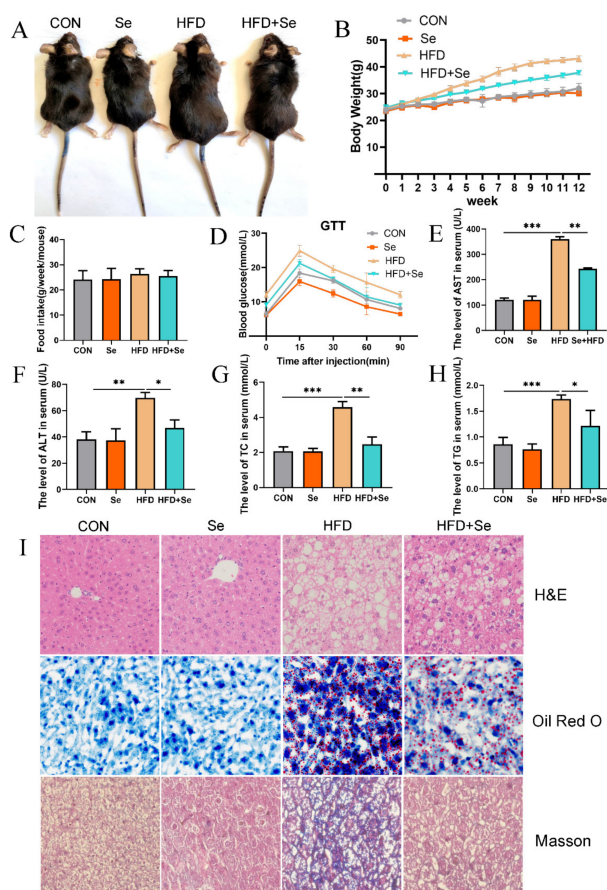 A
CON Se HFD HFD+Se
B
CON
Se
HFD
HFD+Se
Body Weight(g)
50
40
30
20
10
0 1 2 3 4 5 6 7 8 9 10 11 12
week
C
Food intake(g/week/mouse)
100
80
60
40
20
0
CON Se HFD HFD+Se
D
GTT
CON
Se
HFD
HFD+Se
Blood glucose(mmol/L)
30
20
10
0 15 30 60 90
Time after injection(min)
E
The level of AST in serum (U/L)
*** **
400
300
200
100
0
CON Se HFD Se+HFD
F
The level of ALT in serum (U/L)
** *
80
60
40
20
0
CON Se HFD HFD+Se
G
The level of TC in serum (mmol/L)
*** **
6
4
2
0
CON Se HFD HFD+Se
H
The level of TG in serum (mmol/L)
*** *
2.0
1.5
1.0
0.5
0.0
CON Se HFD HFD+Se
I
CON Se HFD HFD+Se
H&E
Oil Red O
Masson